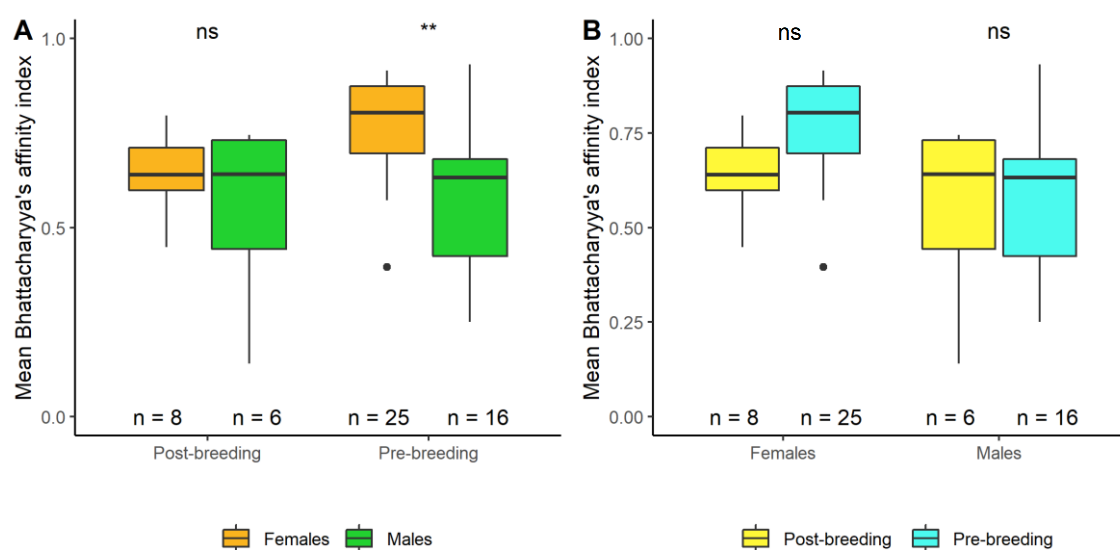 A
ns
**
Mean Bhattacharyya's affinity index
1.0
0.5
0.0
n = 8
n = 6
n = 25
n = 16
Post-breeding
Pre-breeding
Females
Males
B
ns
ns
Mean Bhattacharyya's affinity index
1.00
0.75
0.50
0.25
0.00
n = 8
n = 25
n = 6
n = 16
Females
Males
Post-breeding
Pre-breeding